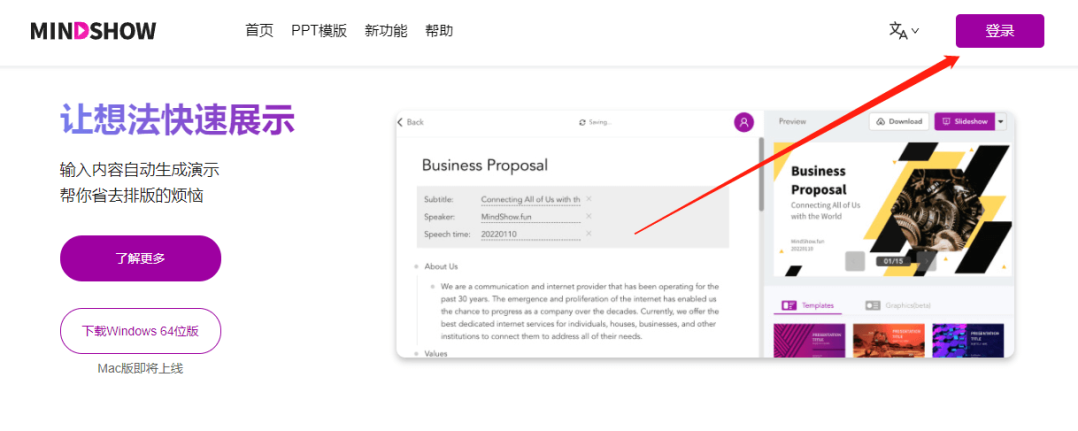 MINDSHOW
首页 PPT模版 新功能 帮助
登录
让想法快速展示
输入内容自动生成演示
帮你省去排版的烦恼
了解更多
下载Windows 64位版
Mac版即将上线
Back
Saving...
Business Proposal
Subtitle: Connecting All of Us with th
Speaker: MindShow.fun
Speech time: 20220110
About Us
We are a communication and internet provider that has been operating for the
past 30 years. The emergence and proliferation of the internet has enabled us
the chance to progress as a company over the decades. Currently, we offer the
best dedicated internet services for individuals, houses, businesses, and other
institutions to connect them to address all of their needs.
Values
Preview
Download
Slideshow
Business
Proposal
Connecting All of Us
with the World
MindShow.fun
20220110
01/15
Templates
Graphics(beta)
PRESENTATION
TITLE
PRESENTATION
TITLE
PRESENTATION
TITLE